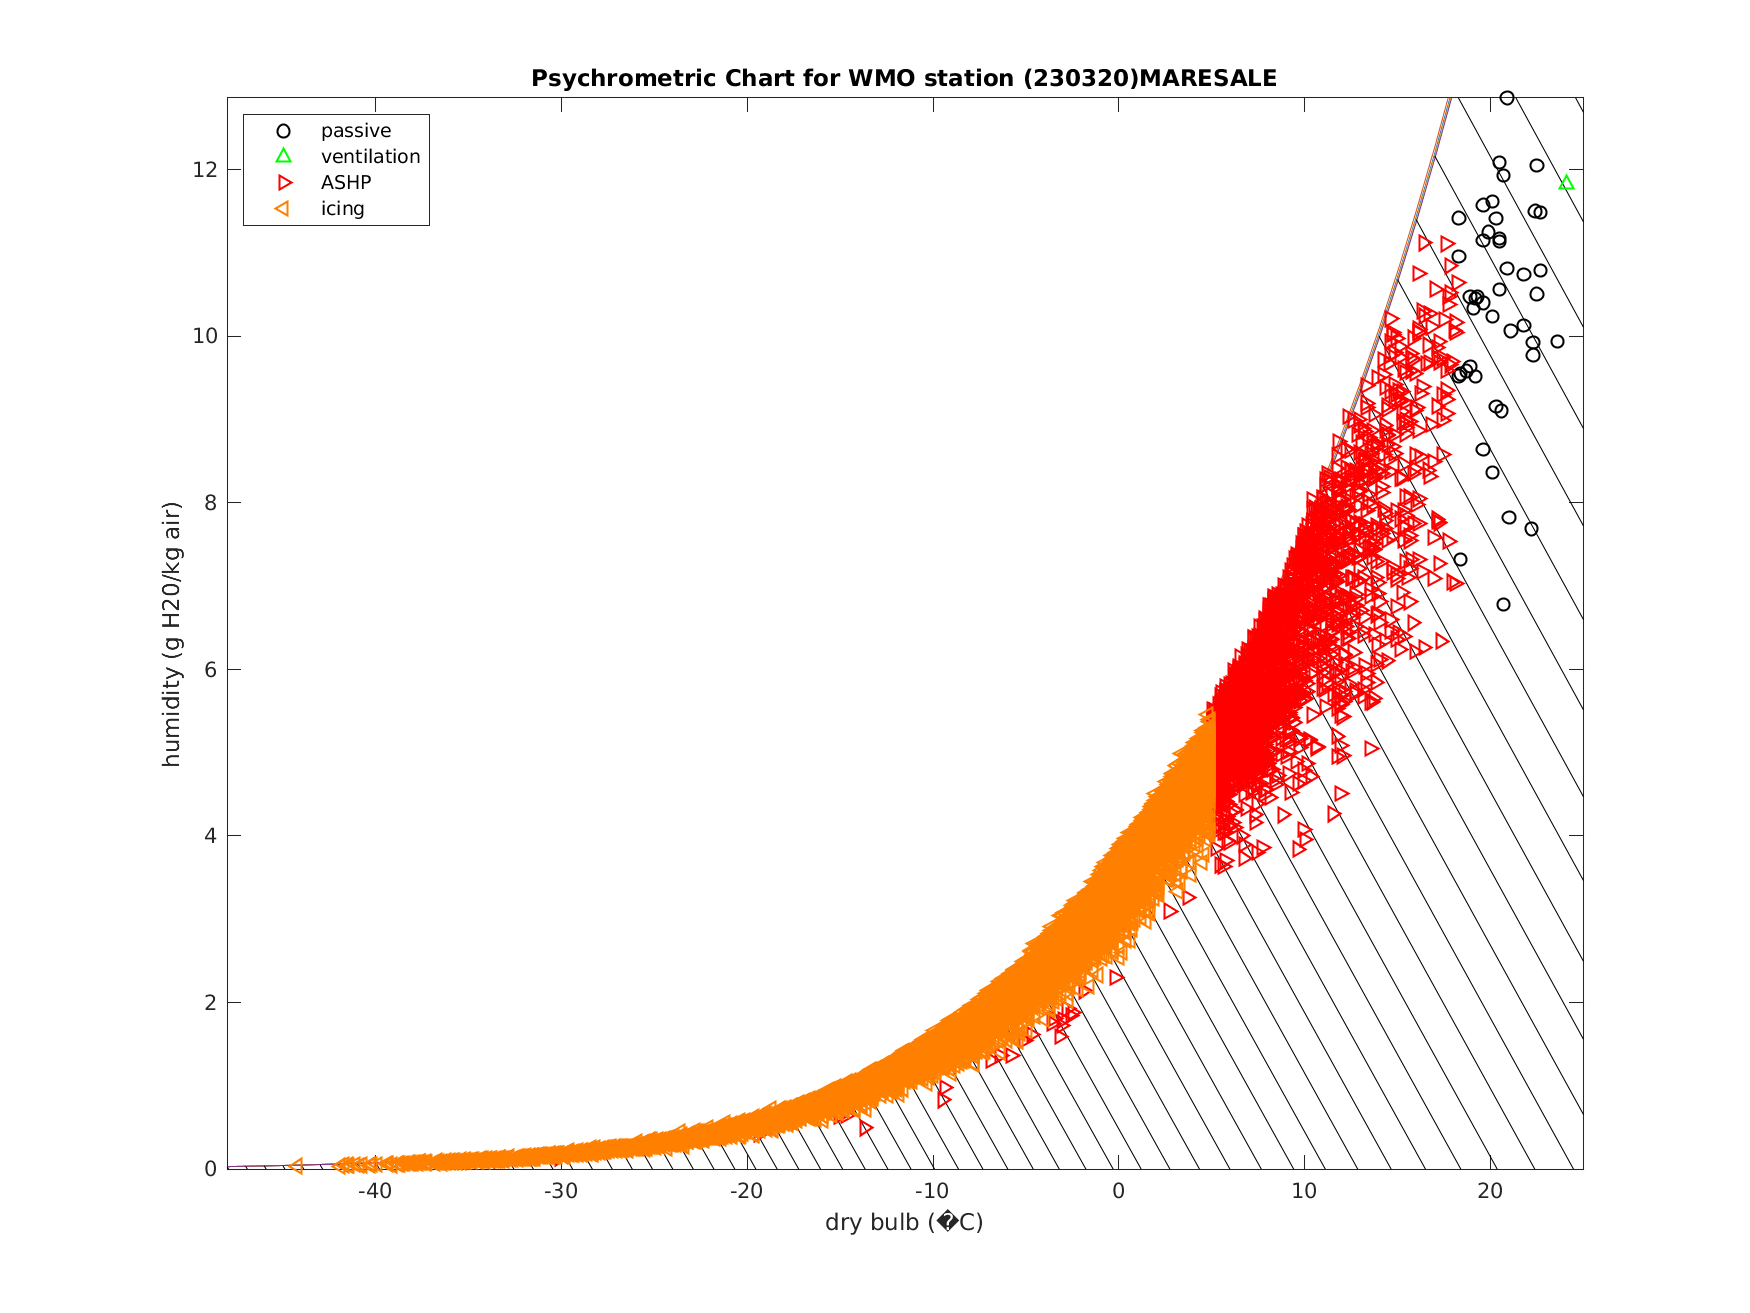 Psychrometric Chart for WMO station (230320)MARESALE
passive
ventilation
ASHP
icing
humidity (g H20/kg air)
12
10
8
6
4
2
0
-40 -30 -20 -10 0 10 20
dry bulb (�C)